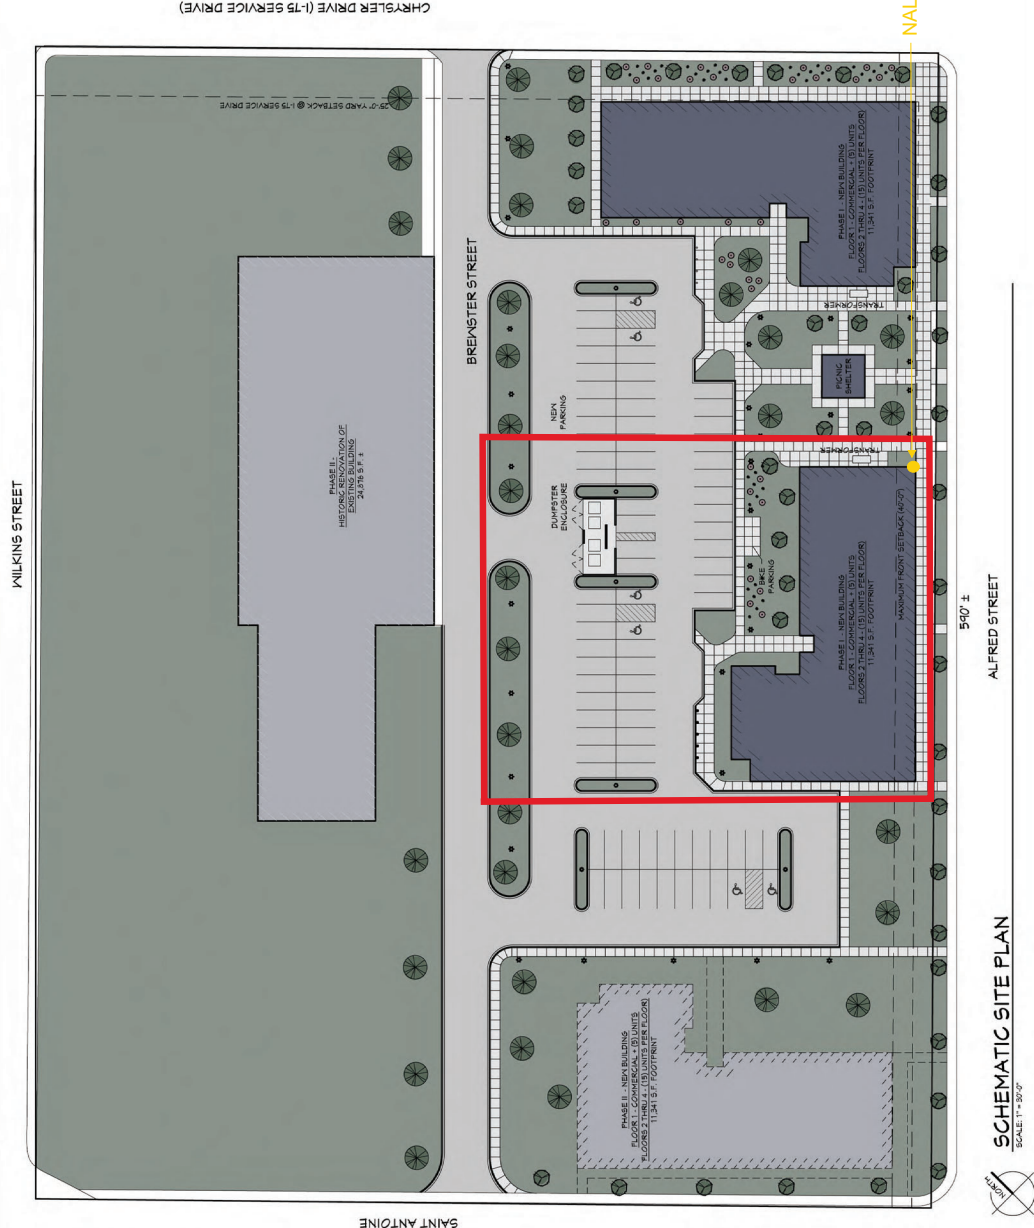 CHRYSLER DRIVE (I-75 SERVICE DRIVE)
NAL
25'-0" YARD SETBACK @ I-75 SERVICE DRIVE
PHASE I - NEW BUILDING
FLOOR 1 - COMMERCIAL + (5) UNITS
FLOORS 2 THRU 4 - (15) UNITS PER FLOOR)
11,341 S.F. FOOTPRINT
BREWSTER STREET
TRANSFORMER
PICNIC
SHELTER
NEW
PARKING
PHASE II -
HISTORIC RENOVATION OF
EXISTING BUILDING
24,876 S.F. ±
TRANSFORMER
DUMPSTER
ENCLOSURE
WILKINS STREET
BIKE
PARKING
MAXIMUM FRONT SETBACK (40'-0")
PHASE I - NEW BUILDING
FLOOR 1 - COMMERCIAL + (5) UNITS
FLOORS 2 THRU 4 - (15) UNITS PER FLOOR)
11,341 S.F. FOOTPRINT
590' ±
ALFRED STREET
PHASE II - NEW BUILDING
FLOOR 1 - COMMERCIAL + (5) UNITS
FLOORS 2 THRU 4 - (15) UNITS PER FLOOR)
11,341 S.F. FOOTPRINT
SCHEMATIC SITE PLAN
SCALE: 1" = 30'-0"
NORTH
SAINT ANTOINE